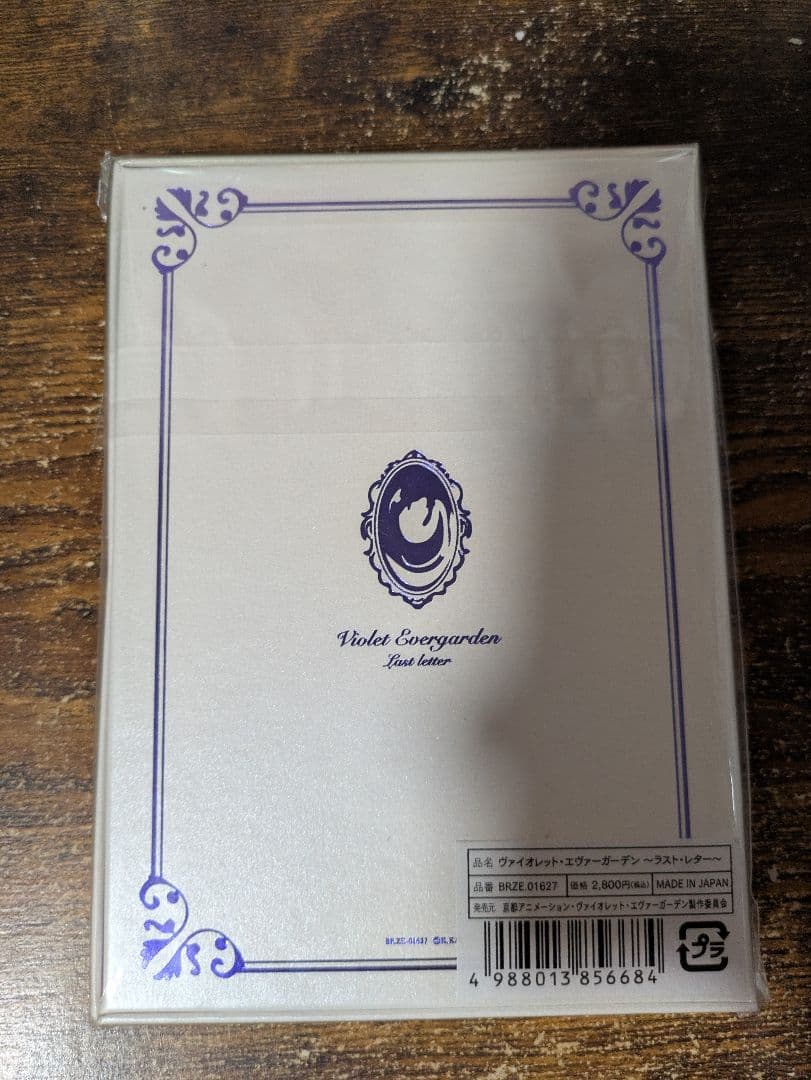 Violet Evergarden
Last letter
品名 ヴァイオレット・エヴァーガーデン ～ラスト・レター～
品番 BRZE.01627 価格 2,800円(税込) MADE IN JAPAN
発売元 京都アニメーション・ヴァイオレット・エヴァーガーデン製作委員会
BRZE-01627
4 988013 856684
プラ